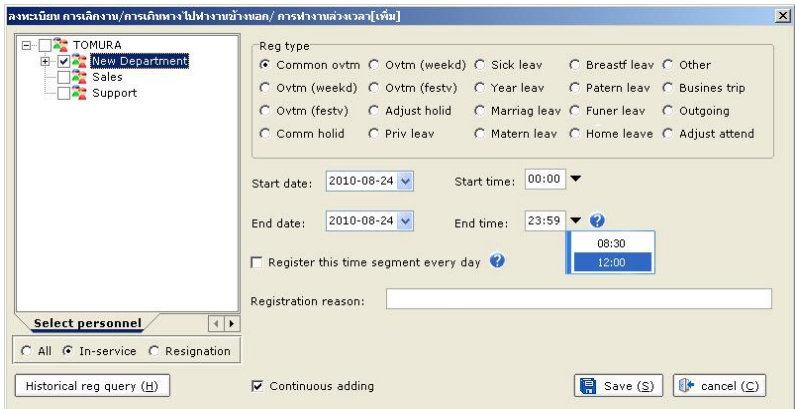 ลงทะเบียน การเลิกงาน/การเดินทางไปทำงานข้างนอก/ การทำงานล่วงเวลา[เพิ่ม]
TOMURA
New Department
Sales
Support
Select personnel
All In-service Resignation
Historical reg query (H)
Reg type
Common ovtm Ovtm (weekd) Sick leav Breastf leav Other
Ovtm (weekd) Ovtm (festv) Year leav Patern leav Busines trip
Ovtm (festv) Adjust holid Marriag leav Funer leav Outgoing
Comm holid Priv leav Matern leav Home leave Adjust attend
Start date: 2010-08-24 Start time: 00:00
End date: 2010-08-24 End time: 23:59
08:30
12:00
Register this time segment every day
Registration reason:
Continuous adding
Save (S) cancel (C)